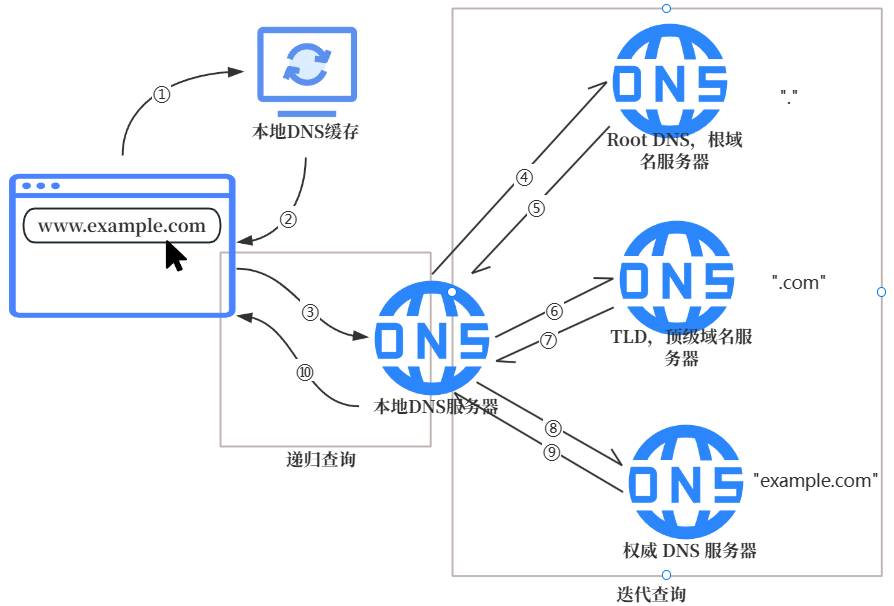 ①
本地DNS缓存
②
www.example.com
③
⑩
DNS
本地DNS服务器
递归查询
④
⑤
DNS
Root DNS，根域
名服务器
"."
⑥
⑦
DNS
TLD，顶级域名服
务器
".com"
⑧
⑨
DNS
权威 DNS 服务器
"example.com"
迭代查询